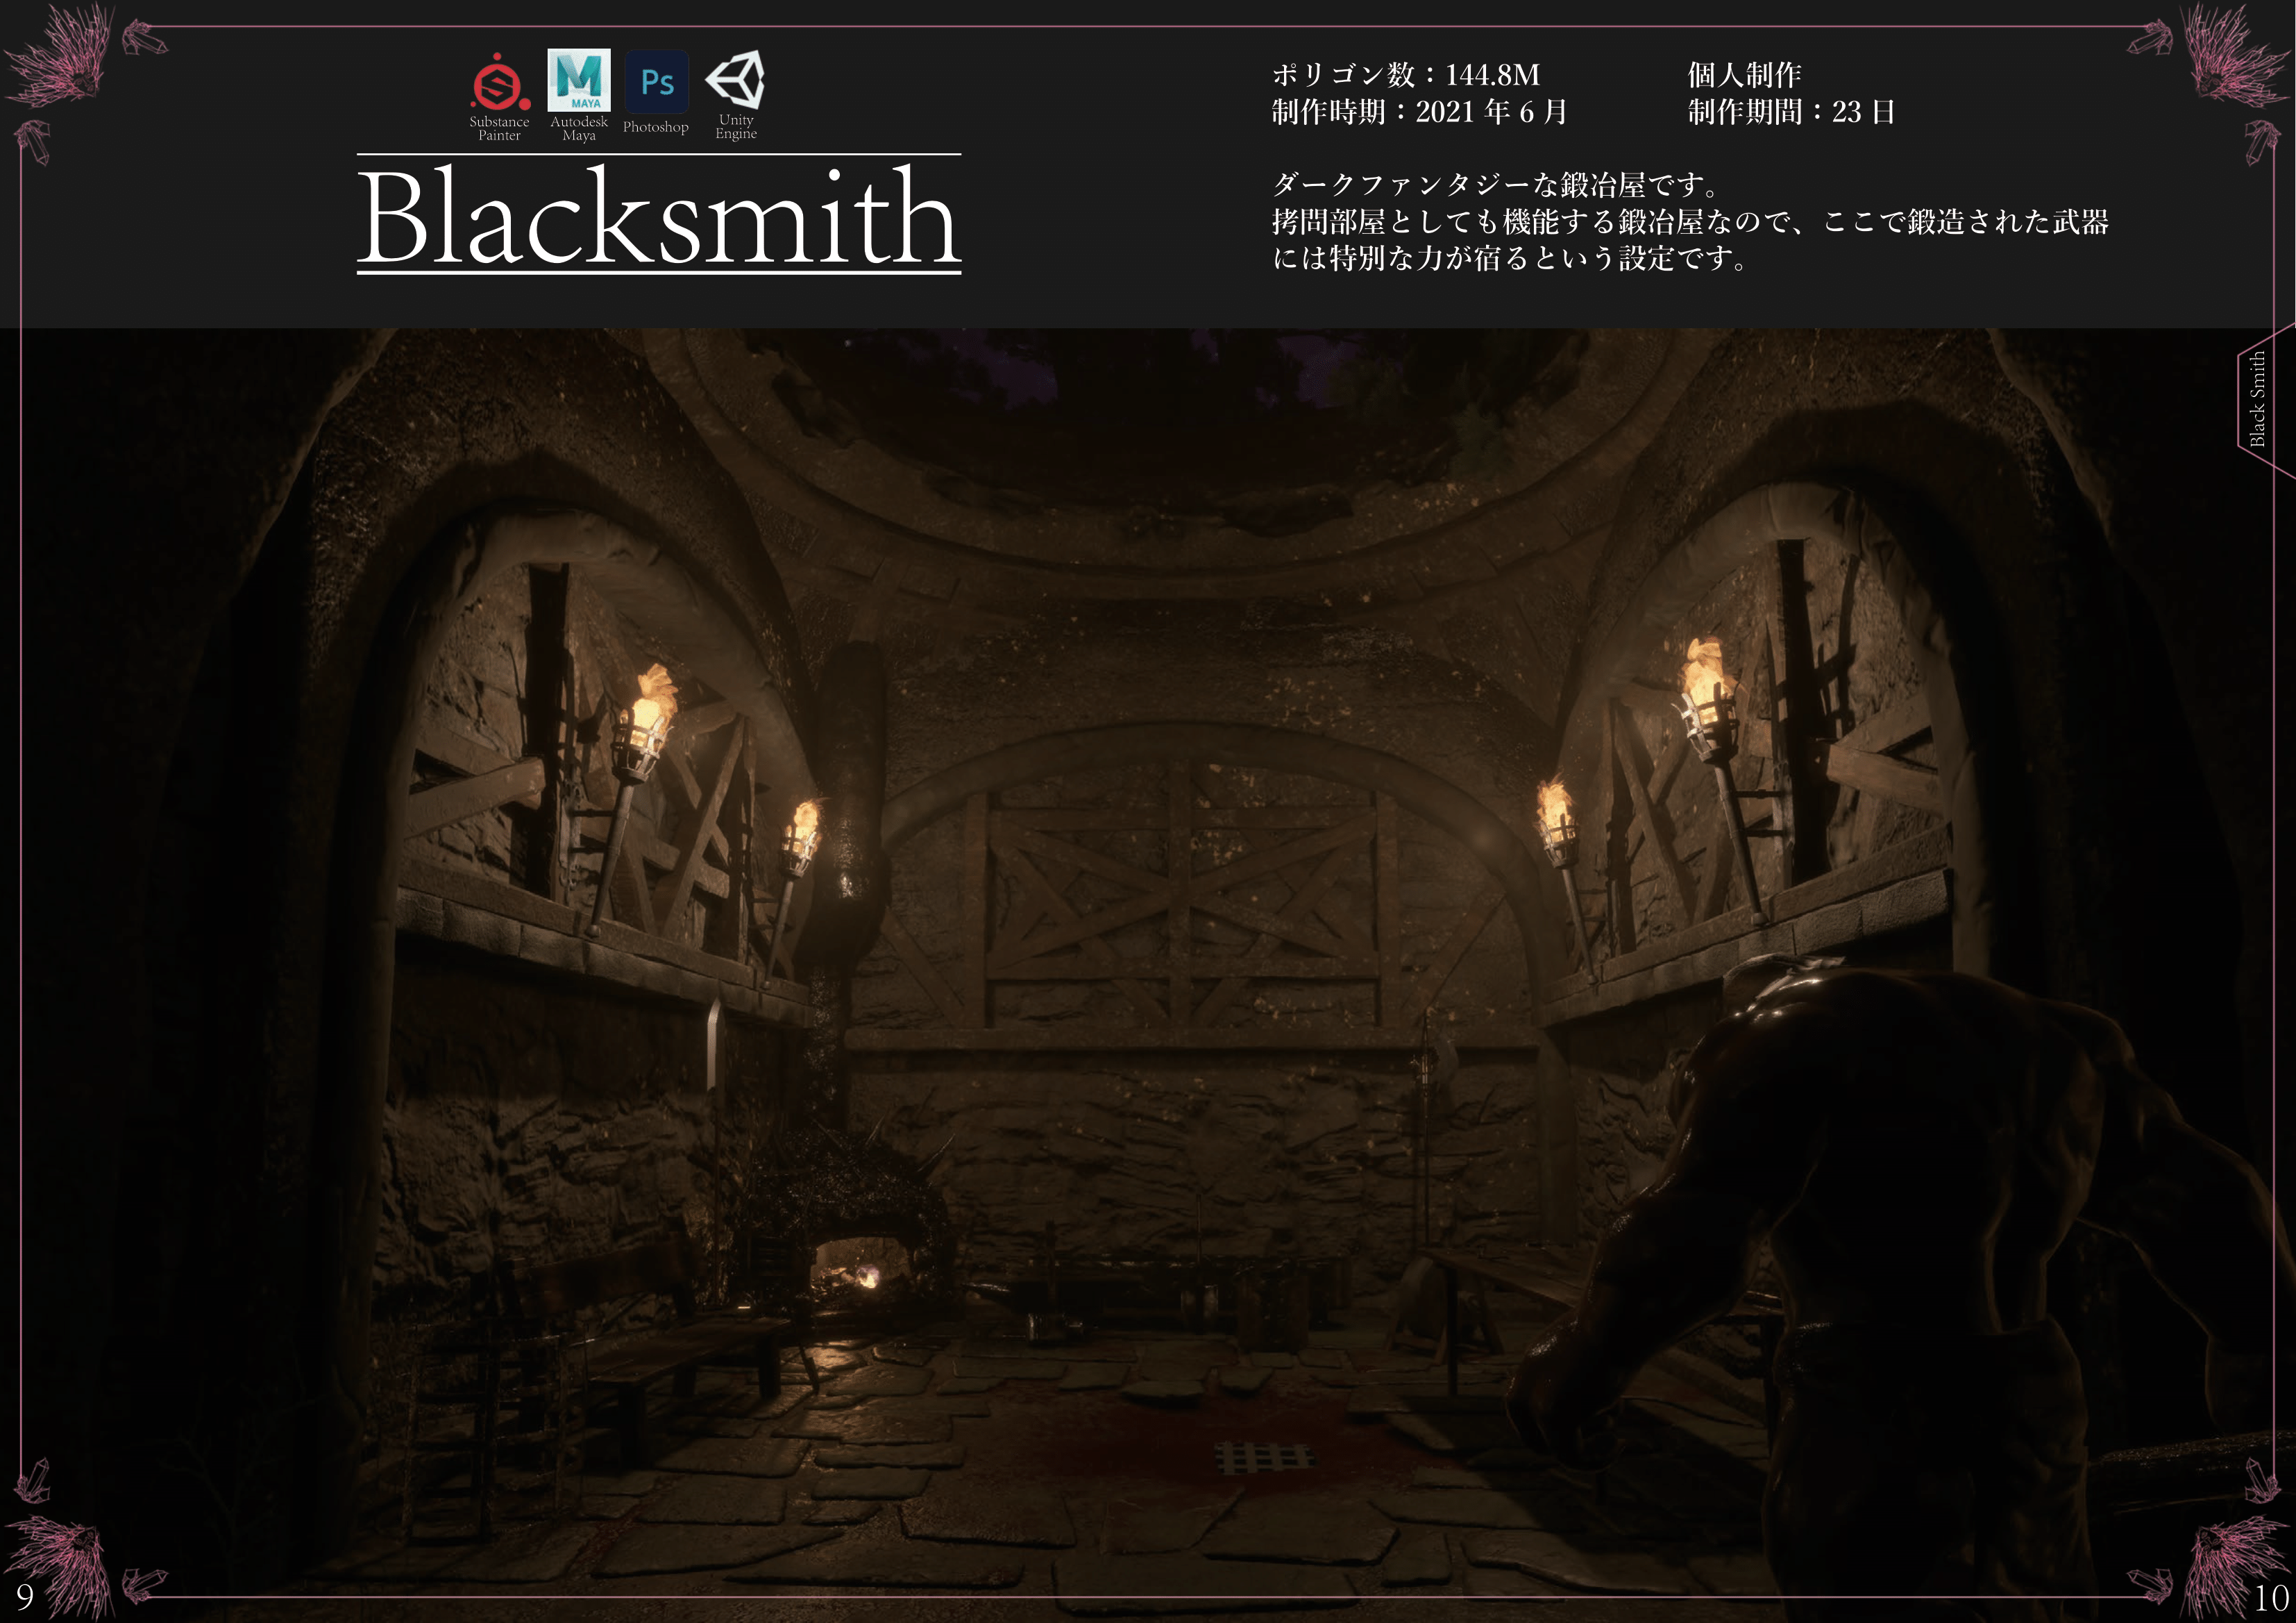 Substance
Painter
MAYA
Autodesk
Maya
Ps
Photoshop
Unity
Engine
Blacksmith
ポリゴン数：144.8M
制作時期：2021 年 6 月
個人制作
制作期間：23 日
ダークファンタジーな鍛冶屋です。
拷問部屋としても機能する鍛冶屋なので、ここで鍛造された武器
には特別な力が宿るという設定です。
Black Smith
9
10